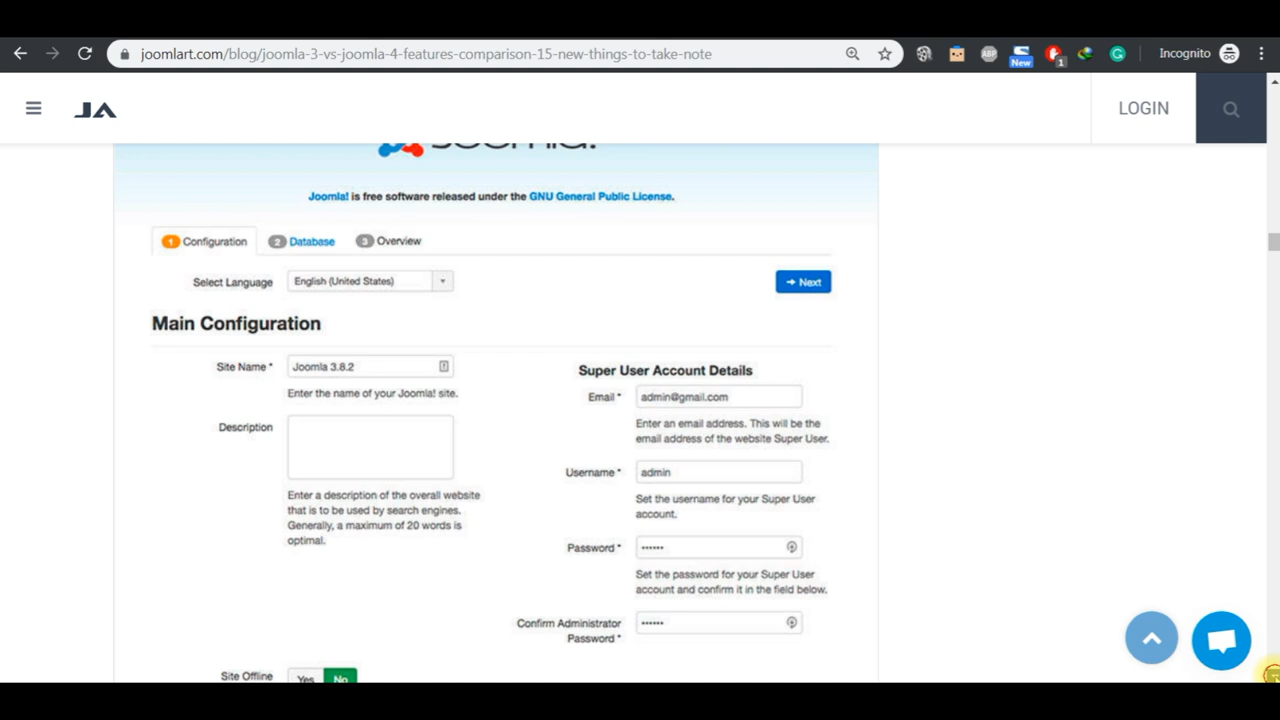 joomlart.com/blog/joomla-3-vs-joomla-4-features-comparison-15-new-things-to-take-note
ABP
New
1
Incognito
JA
LOGIN
Joomla!
Joomla! is free software released under the GNU General Public License.
1 Configuration
2 Database
3 Overview
Select Language
English (United States)
Next
Main Configuration
Site Name *
Joomla 3.8.2
Enter the name of your Joomla! site.
Description
Enter a description of the overall website
that is to be used by search engines.
Generally, a maximum of 20 words is
optimal.
Super User Account Details
Email *
admin@gmail.com
Enter an email address. This will be the
email address of the website Super User.
Username *
admin
Set the username for your Super User
account.
Password *
••••••
Set the password for your Super User
account and confirm it in the field below.
Confirm Administrator
Password *
••••••
Site Offline
Yes
No